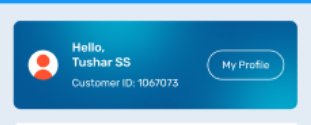 Hello,
Tushar SS
Customer ID: 1067073
My Profile